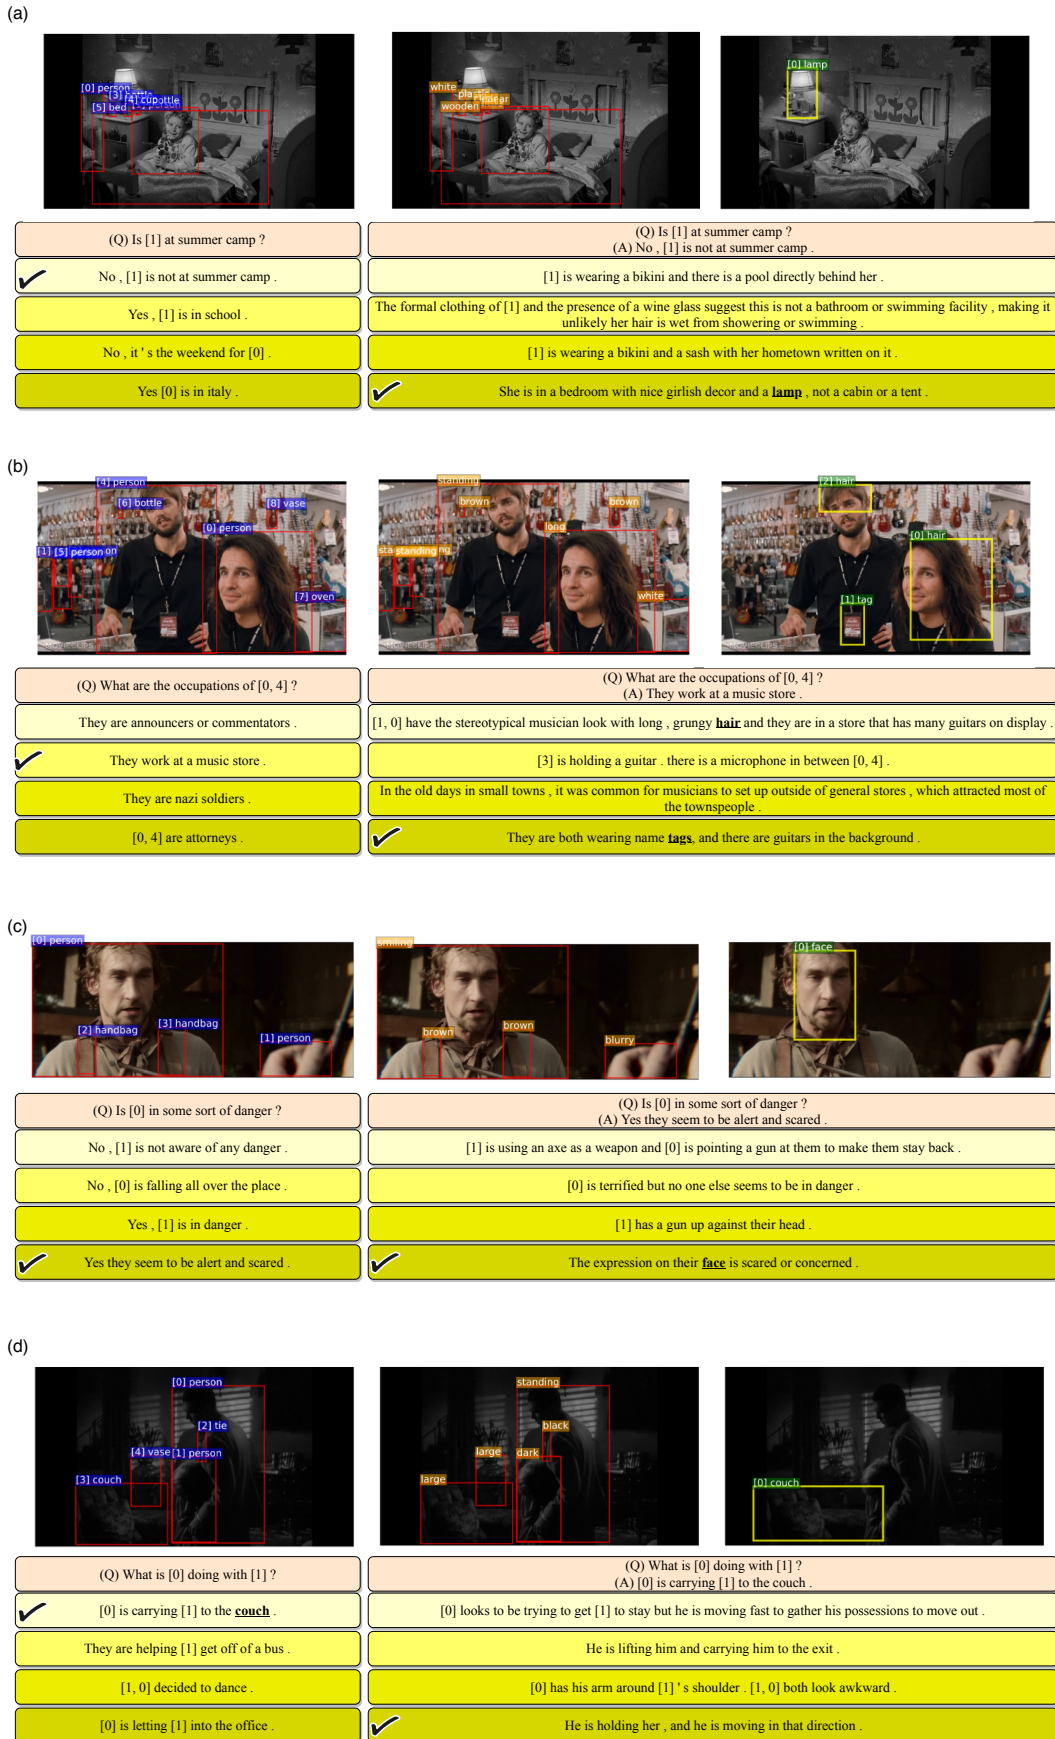 (a)
[0] person
[3] bottle
[4] cup
[5] bed
white
wooden
[0] lamp
(Q) Is [1] at summer camp ?
No , [1] is not at summer camp .
Yes , [1] is in school .
No , it ' s the weekend for [0] .
Yes [0] is in italy .
(Q) Is [1] at summer camp ?
(A) No , [1] is not at summer camp .
[1] is wearing a bikini and there is a pool directly behind her .
The formal clothing of [1] and the presence of a wine glass suggest this is not a bathroom or swimming facility , making it
unlikely her hair is wet from showering or swimming .
[1] is wearing a bikini and a sash with her hometown written on it .
She is in a bedroom with nice girlish decor and a lamp , not a cabin or a tent .
(b)
[4] person
[6] bottle
[8] vase
[0] person
[1]
[5] person
[7] oven
MOVIECLIPS
standing
brown
brown
long
standing
white
[2] hair
[0] hair
[1] tag
MOVIECLIPS
(Q) What are the occupations of [0, 4] ?
They are announcers or commentators .
They work at a music store .
They are nazi soldiers .
[0, 4] are attorneys .
(Q) What are the occupations of [0, 4] ?
(A) They work at a music store .
[1, 0] have the stereotypical musician look with long , grungy hair and they are in a store that has many guitars on display .
[3] is holding a guitar . there is a microphone in between [0, 4] .
In the old days in small towns , it was common for musicians to set up outside of general stores , which attracted most of
the townspeople .
They are both wearing name tags, and there are guitars in the background .
(c)
[0] person
[2] handbag
[3] handbag
[1] person
smiling
brown
brown
blurry
[0] face
(Q) Is [0] in some sort of danger ?
No , [1] is not aware of any danger .
No , [0] is falling all over the place .
Yes , [1] is in danger .
Yes they seem to be alert and scared .
(Q) Is [0] in some sort of danger ?
(A) Yes they seem to be alert and scared .
[1] is using an axe as a weapon and [0] is pointing a gun at them to make them stay back .
[0] is terrified but no one else seems to be in danger .
[1] has a gun up against their head .
The expression on their face is scared or concerned .
(d)
[0] person
[2] tie
[4] vase
[1] person
[3] couch
standing
black
large
dark
large
[0] couch
(Q) What is [0] doing with [1] ?
[0] is carrying [1] to the couch .
They are helping [1] get off of a bus .
[1, 0] decided to dance .
[0] is letting [1] into the office .
(Q) What is [0] doing with [1] ?
(A) [0] is carrying [1] to the couch .
[0] looks to be trying to get [1] to stay but he is moving fast to gather his possessions to move out .
He is lifting him and carrying him to the exit .
[0] has his arm around [1] ' s shoulder . [1, 0] both look awkward .
He is holding her , and he is moving in that direction .